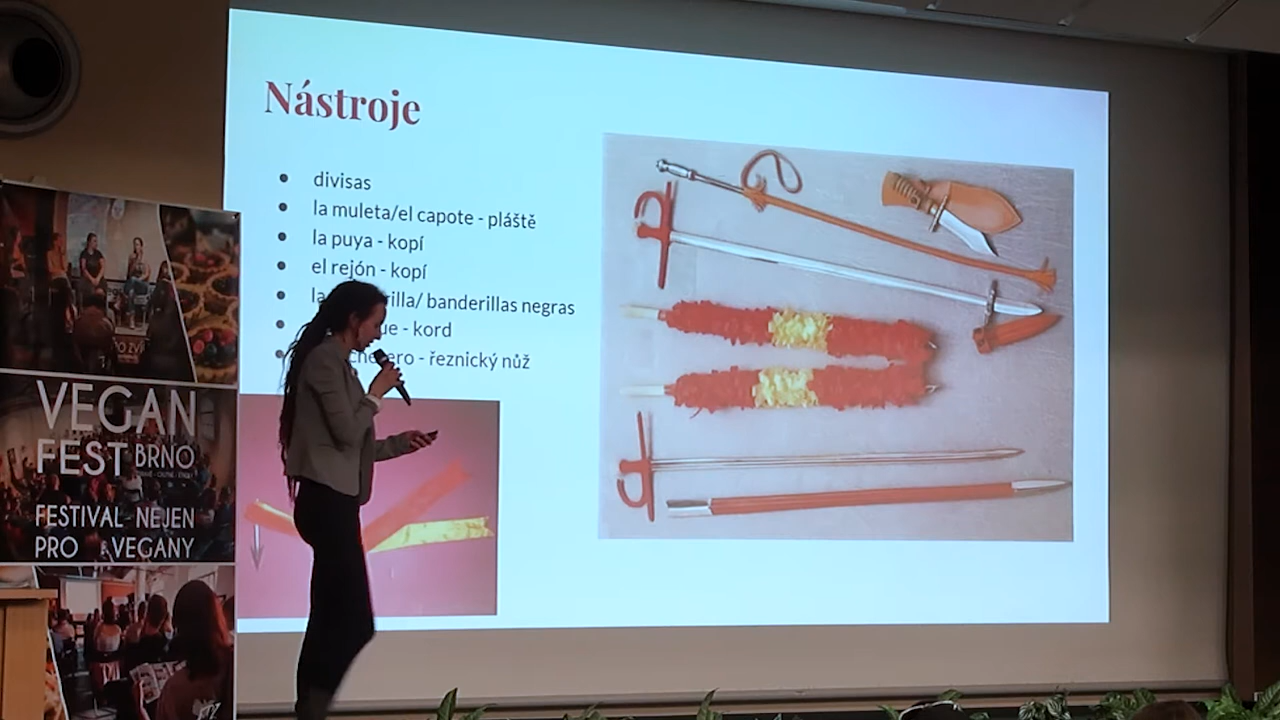 Nástroje
divisas
la muleta/el capote - pláště
la puya - kopí
el rejón - kopí
banderillas negras
- kord
- řeznický nůž
VEGAN
FEST BRNO
FESTIVAL NEJEN
PRO VEGANY